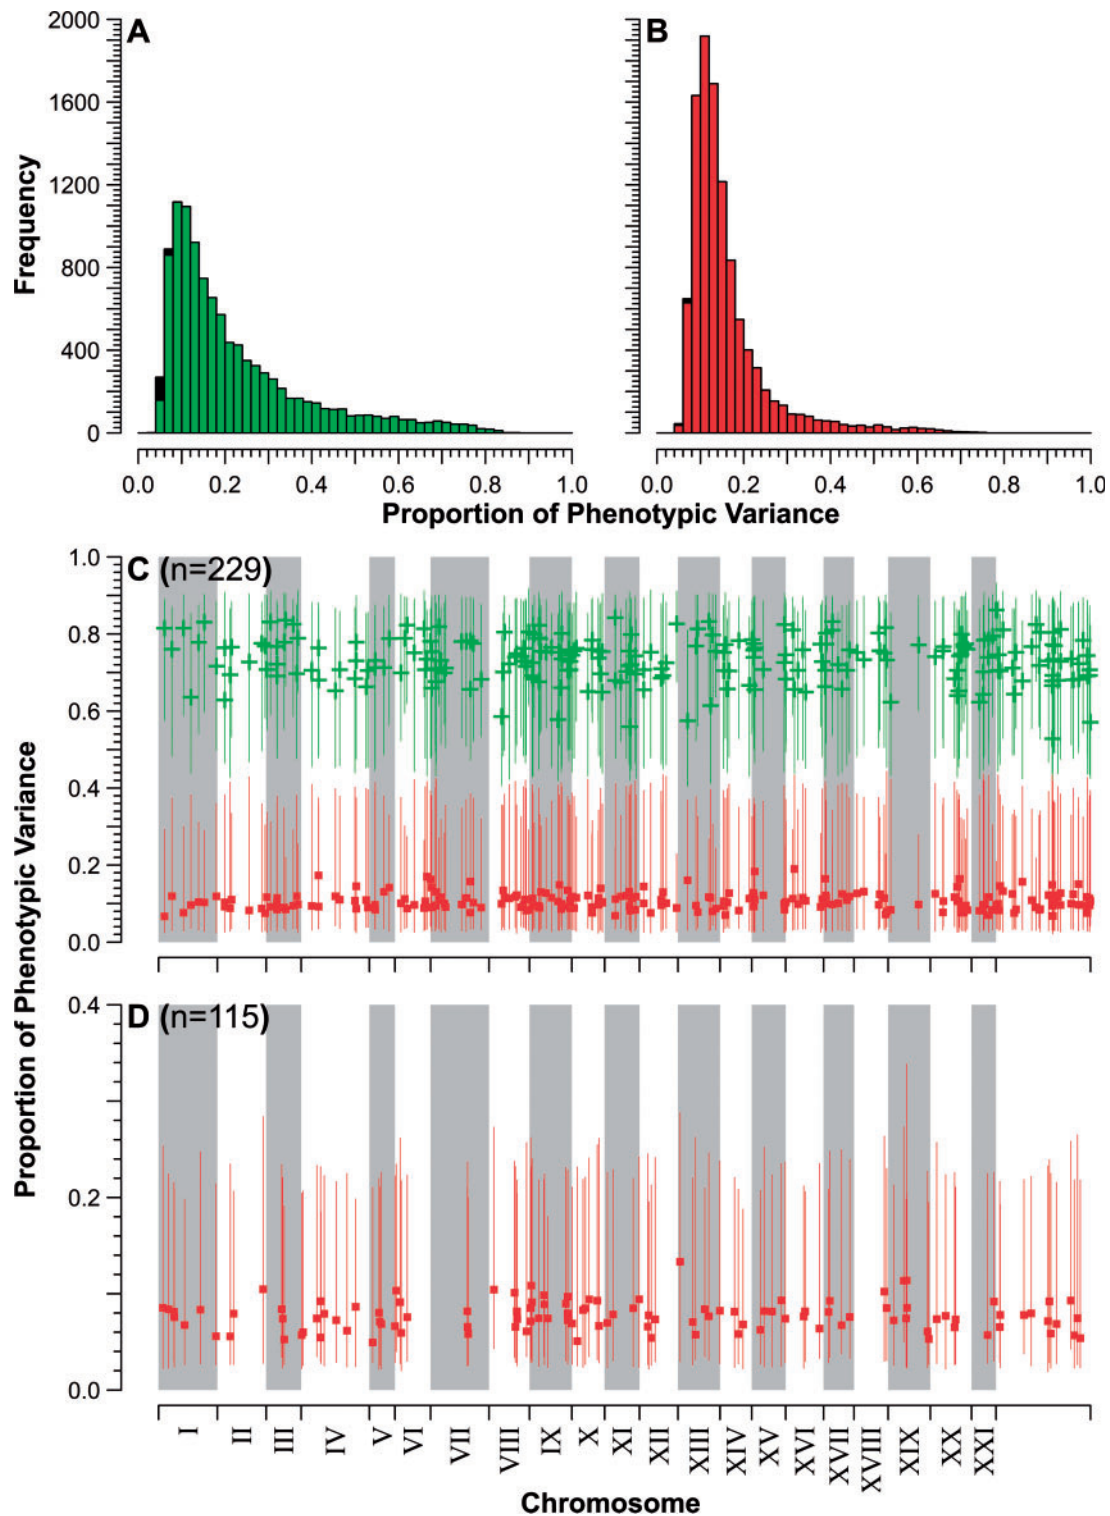 A
B
2000
1600
1200
800
400
0
Frequency
0.0 0.2 0.4 0.6 0.8 1.0
0.0 0.2 0.4 0.6 0.8 1.0
Proportion of Phenotypic Variance
C (n=229)
1.0
0.8
0.6
0.4
0.2
0.0
Proportion of Phenotypic Variance
D (n=115)
0.4
0.2
0.0
I II III IV V VI VII VIII IX X XI XII XIII XIV XV XVI XVII XVIII XIX XX XXI
Chromosome